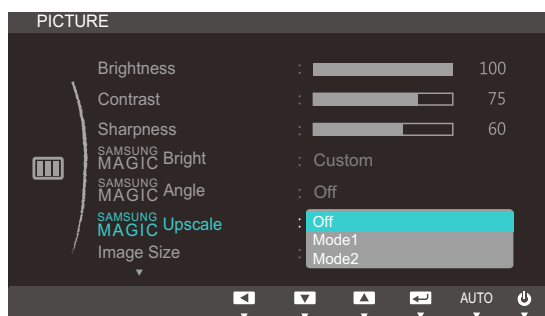 PICTURE
Brightness : 100
Contrast : 75
Sharpness : 60
SAMSUNG MAGIC Bright : Custom
SAMSUNG MAGIC Angle : Off
SAMSUNG MAGIC Upscale : Off
Mode1
Image Size : Mode2
AUTO